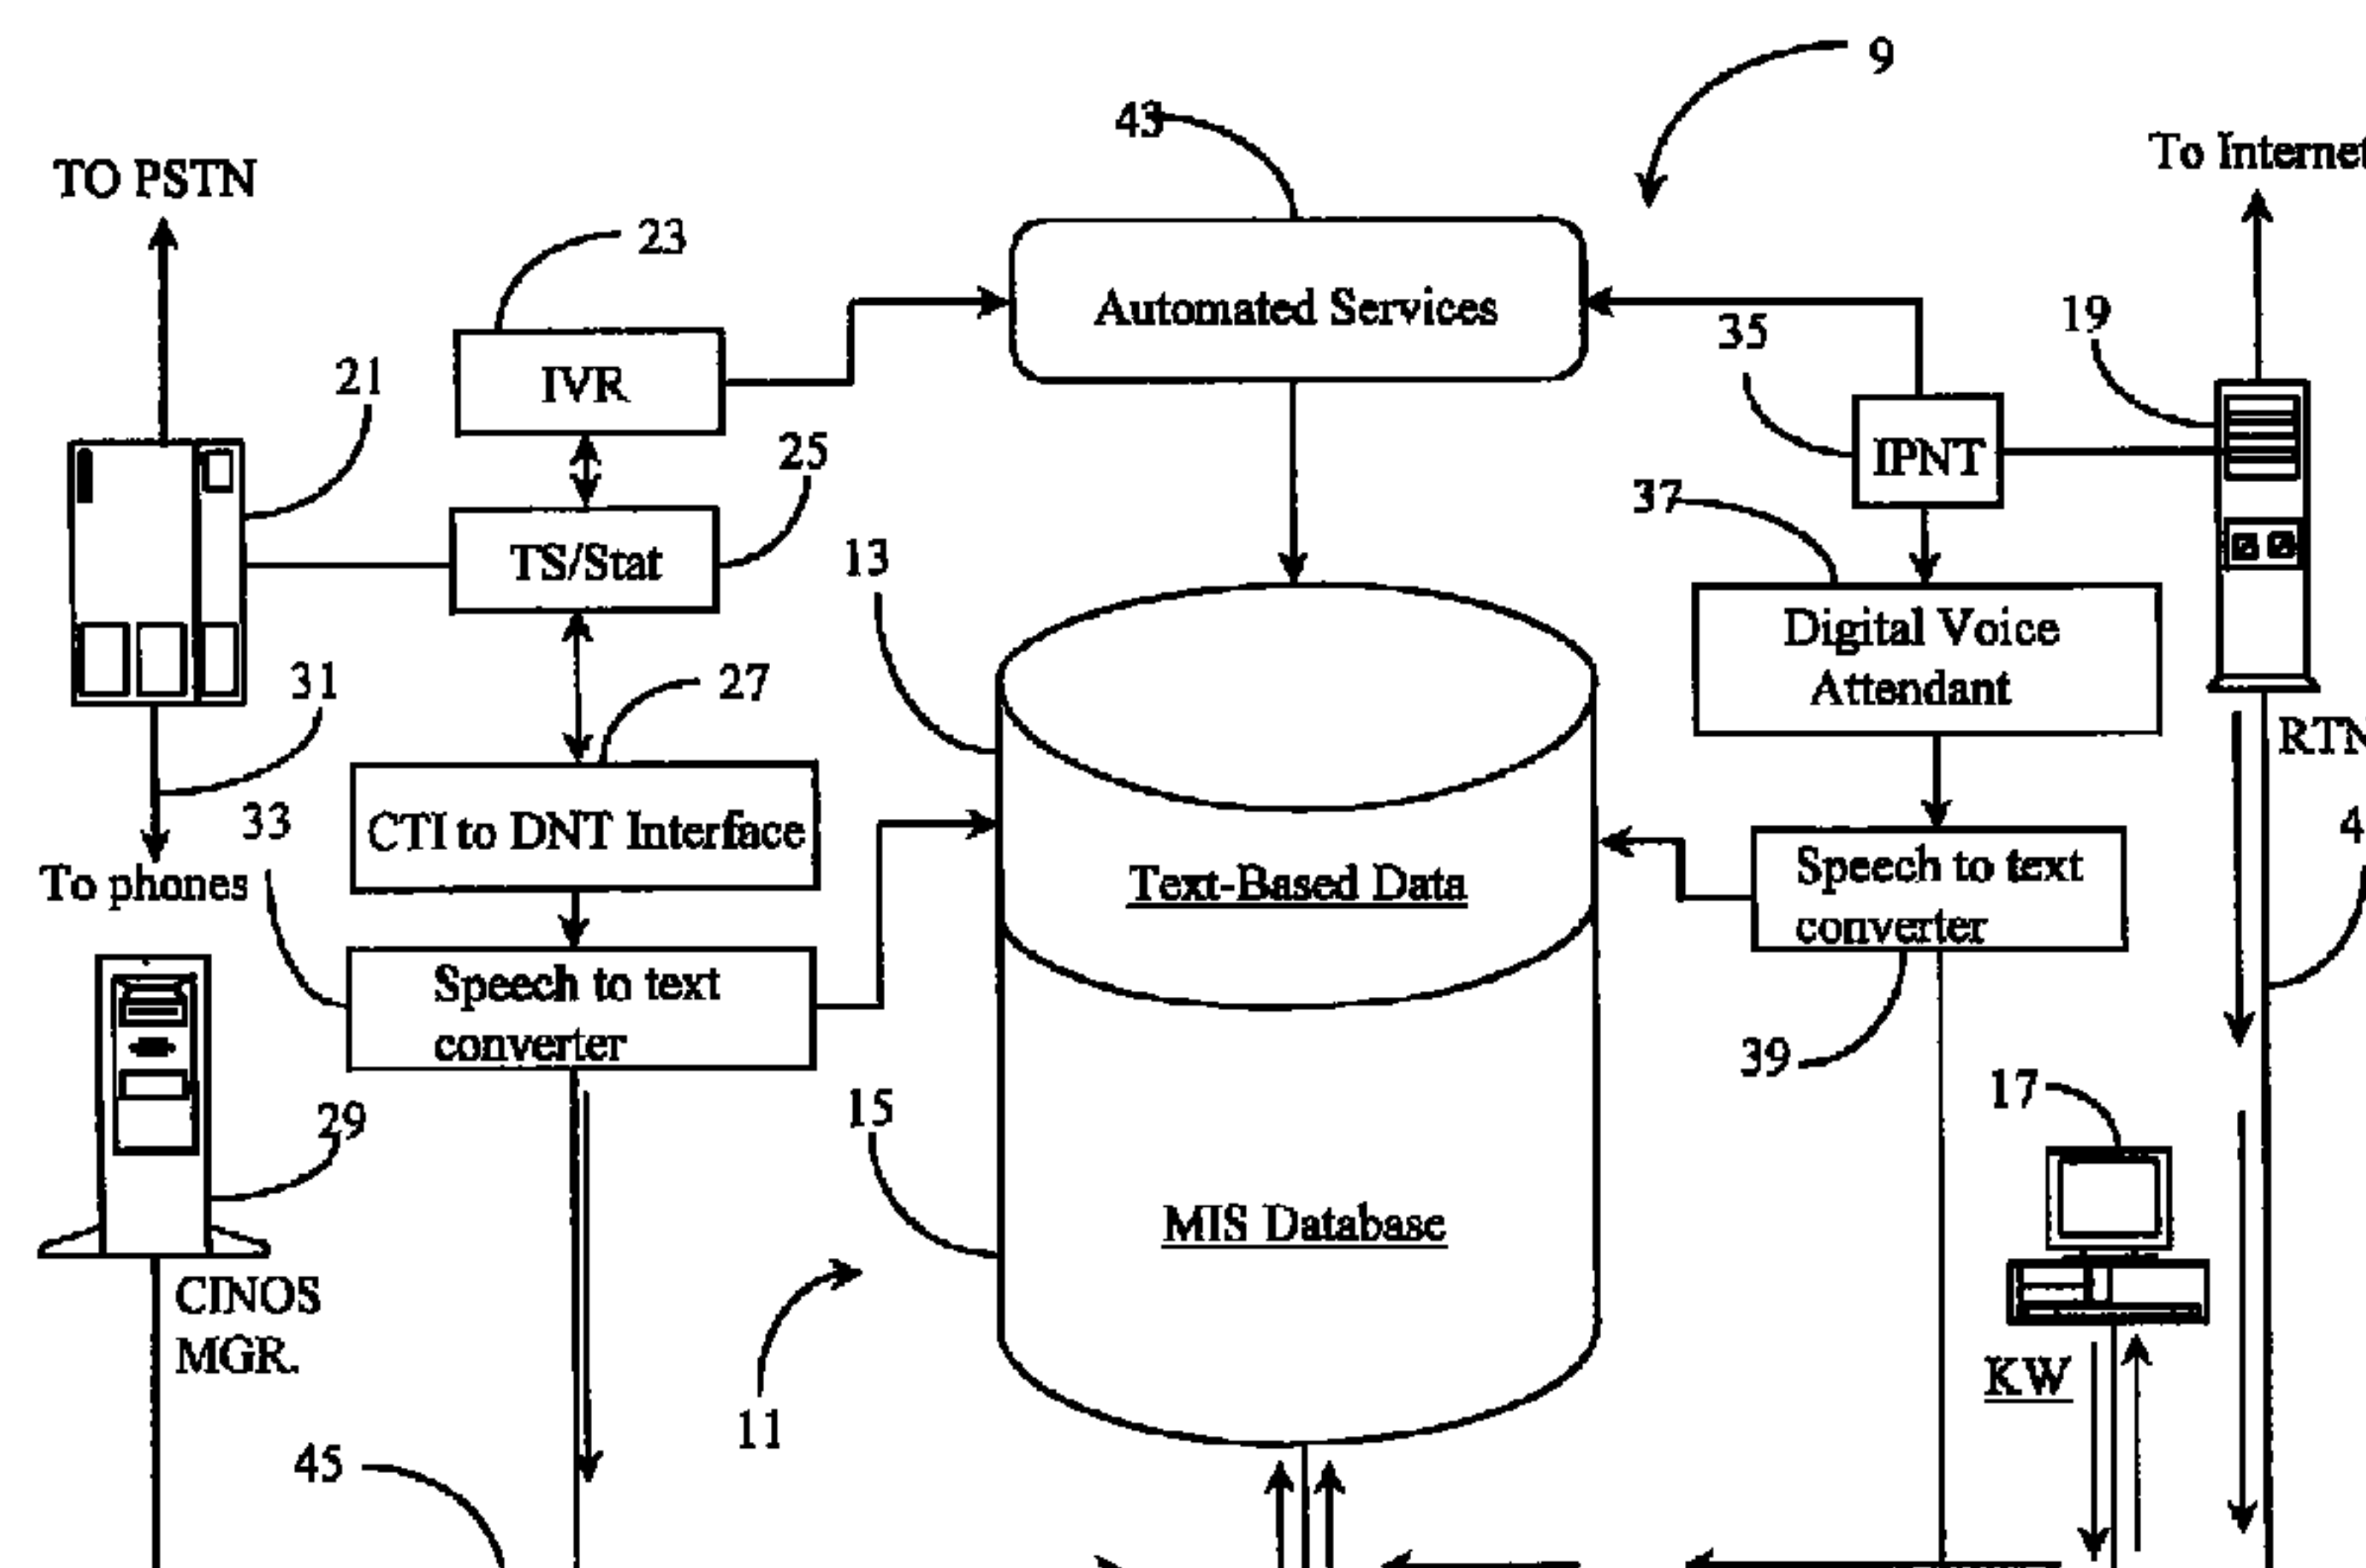 9
43
TO PSTN
To Internet
23
19
35
Automated Services
21
IVR
25
IPNT
37
TS/Stat
13
Digital Voice
Attendant
31
27
RTN
33
CTI to DNT Interface
4
To phones
Text-Based Data
Speech to text
converter
Speech to text
converter
39
17
29
15
MIS Database
CINOS
MGR.
KW
11
45